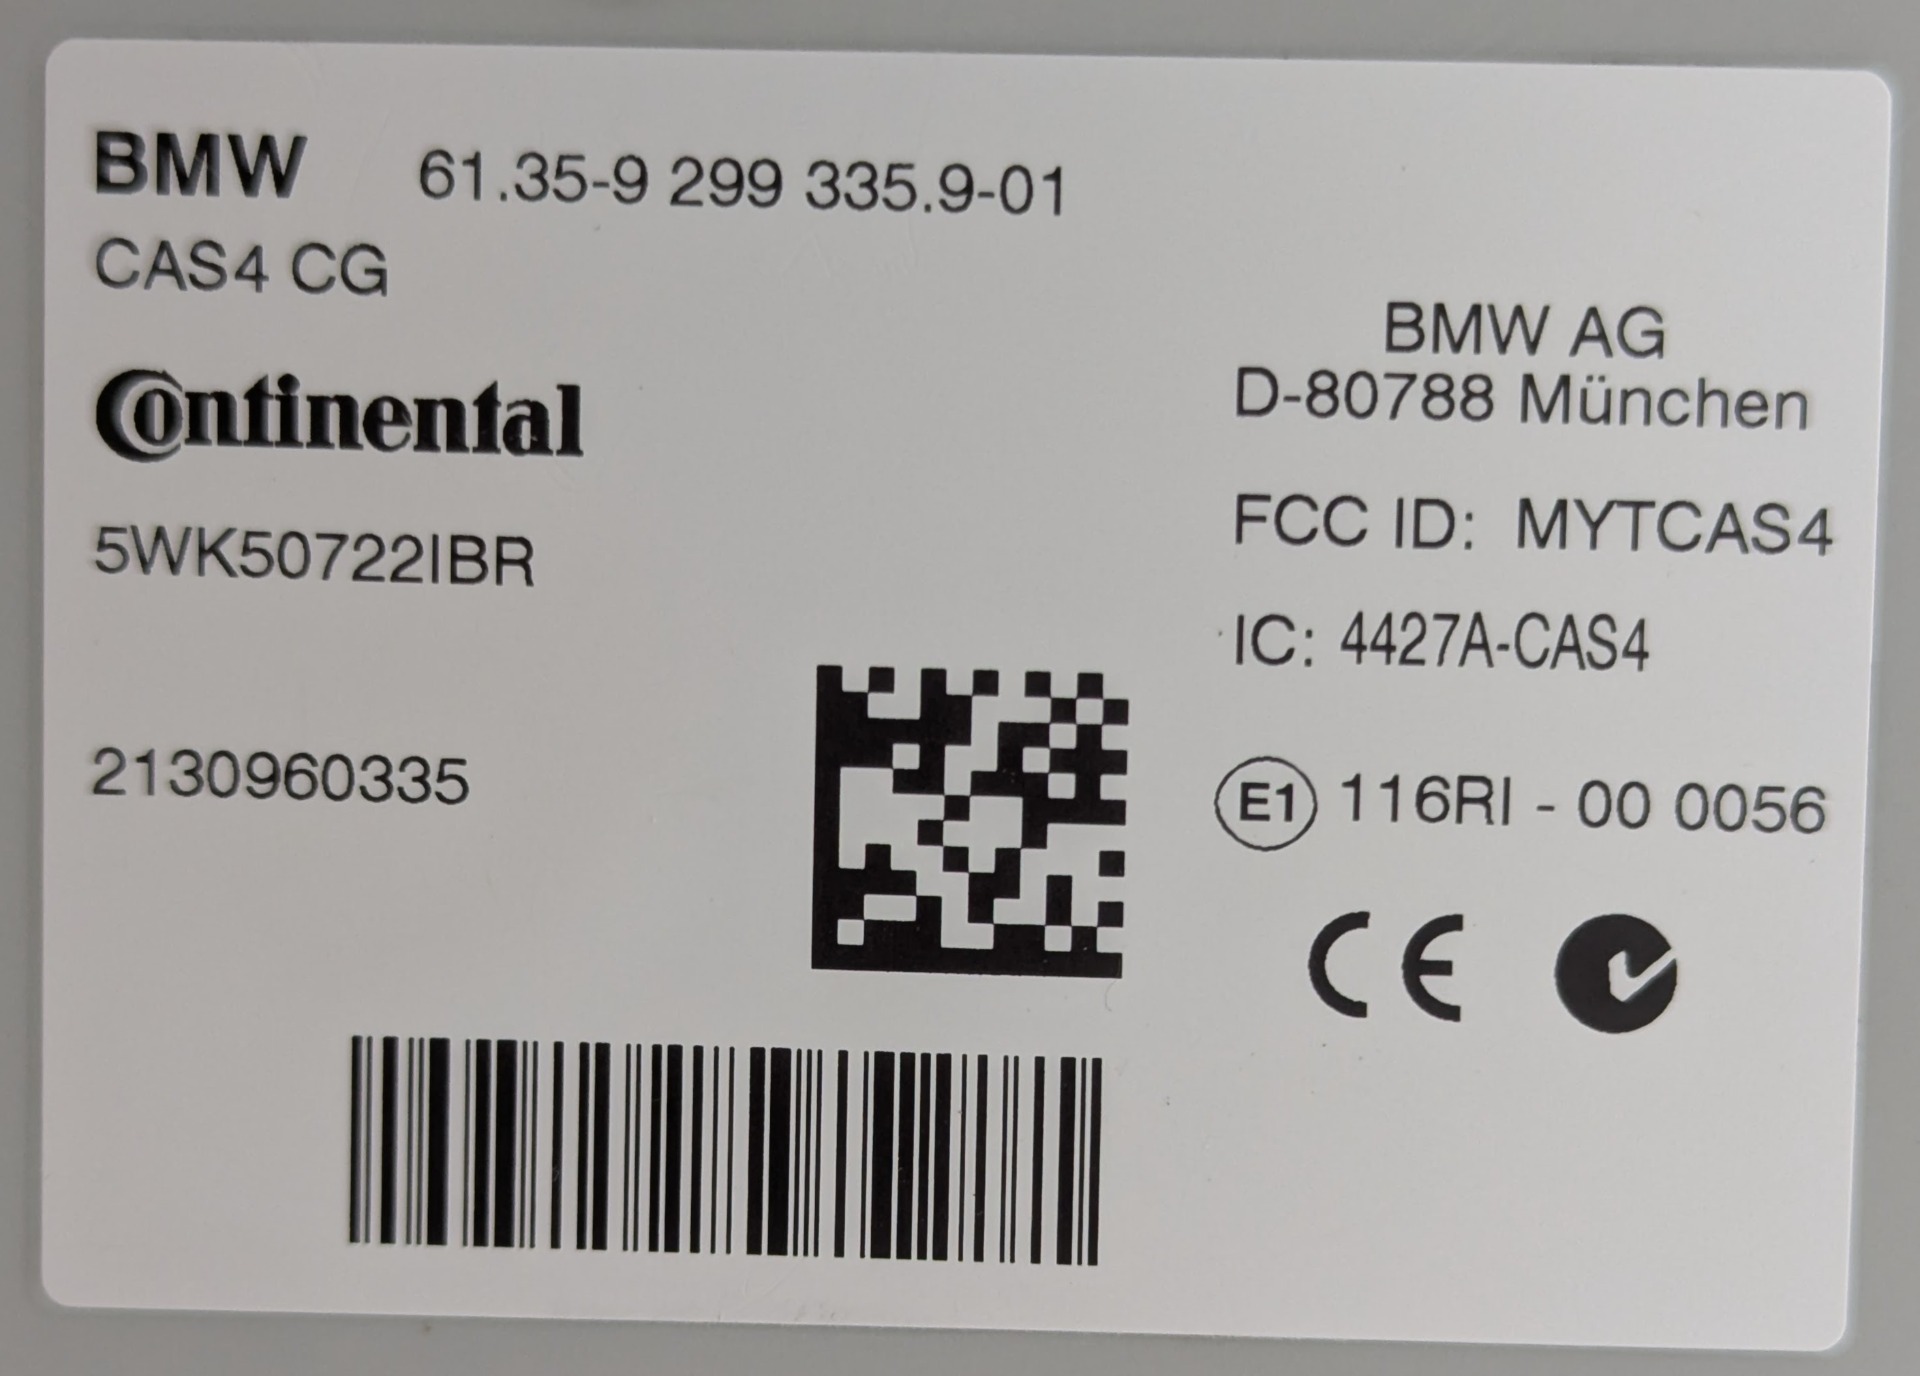 BMW 61.35-9 299 335.9-01
CAS4 CG
Continental
5WK50722IBR
2130960335
BMW AG
D-80788 München
FCC ID: MYTCAS4
IC: 4427A-CAS4
E1 116RI - 00 0056
CE